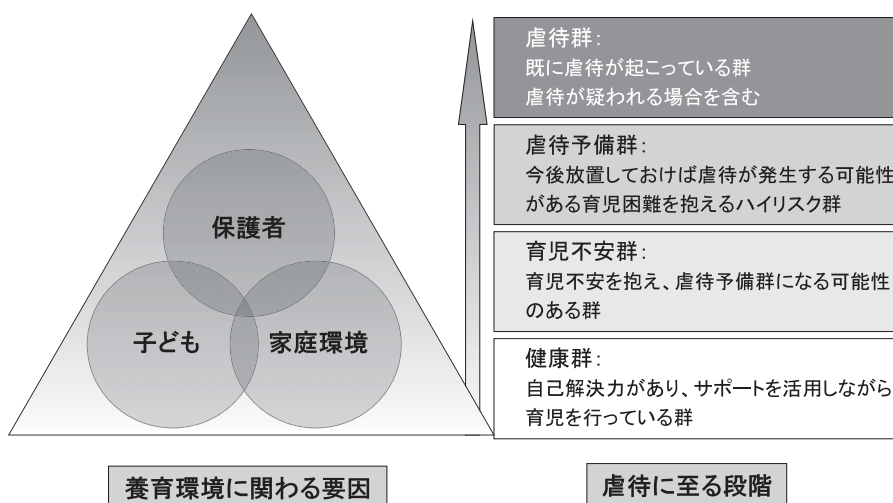 保護者
子ども
家庭環境
養育環境に関わる要因
虐待群：
既に虐待が起こっている群
虐待が疑われる場合を含む
虐待予備群：
今後放置しておけば虐待が発生する可能性
がある育児困難を抱えるハイリスク群
育児不安群：
育児不安を抱え、虐待予備群になる可能性
のある群
健康群：
自己解決力があり、サポートを活用しながら
育児を行っている群
虐待に至る段階